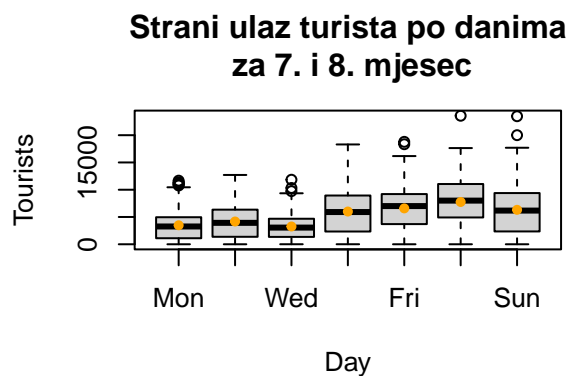 Strani ulaz turista po danima
za 7. i 8. mjesec
Tourists
15000
0
Mon Wed Fri Sun
Day